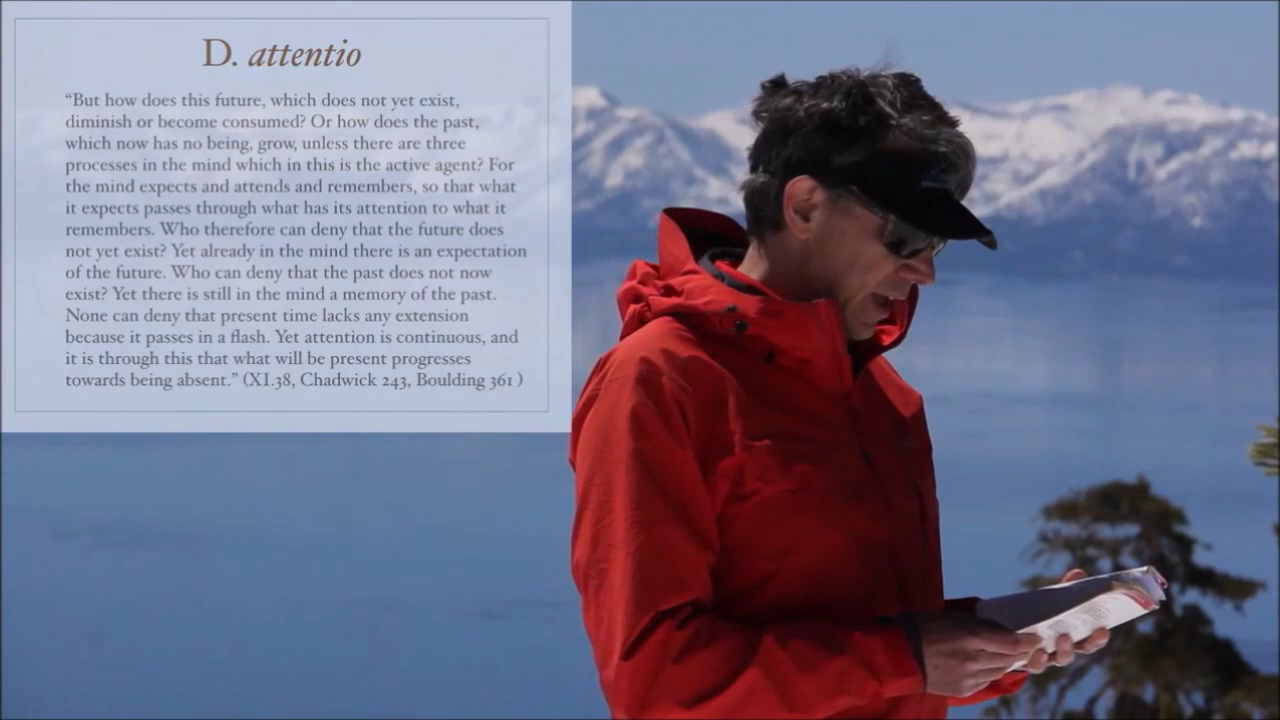 D. attentio
“But how does this future, which does not yet exist,
diminish or become consumed? Or how does the past,
which now has no being, grow, unless there are three
processes in the mind which in this is the active agent? For
the mind expects and attends and remembers, so that what
it expects passes through what has its attention to what it
remembers. Who therefore can deny that the future does
not yet exist? Yet already in the mind there is an expectation
of the future. Who can deny that the past does not now
exist? Yet there is still in the mind a memory of the past.
None can deny that present time lacks any extension
because it passes in a flash. Yet attention is continuous, and
it is through this that what will be present progresses
towards being absent.” (XI.38, Chadwick 243, Boulding 361 )